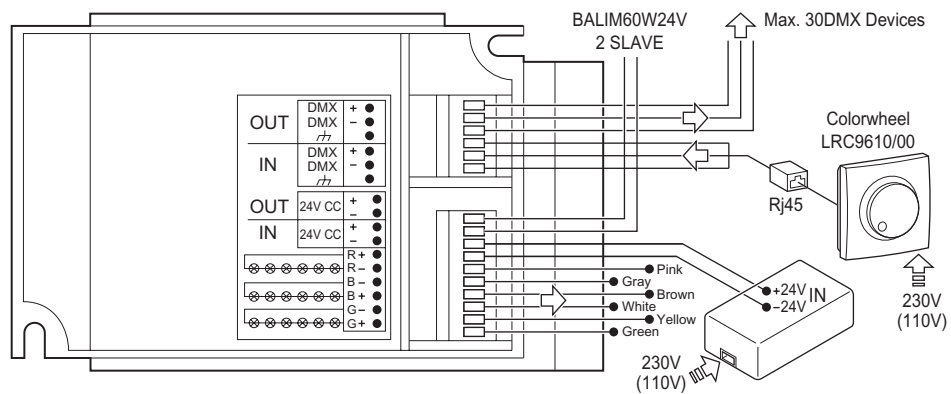 BALIM60W24V
2 SLAVE
Max. 30DMX Devices
Colorwheel
LRC9610/00
Rj45
230V
(110V)
OUT
DMX +
DMX −
IN
DMX +
DMX −
OUT 24V CC + −
IN 24V CC + −
R+
R−
B−
B+
G−
G+
Pink
Gray
Brown
White
Yellow
Green
+24V
−24V
IN
230V
(110V)